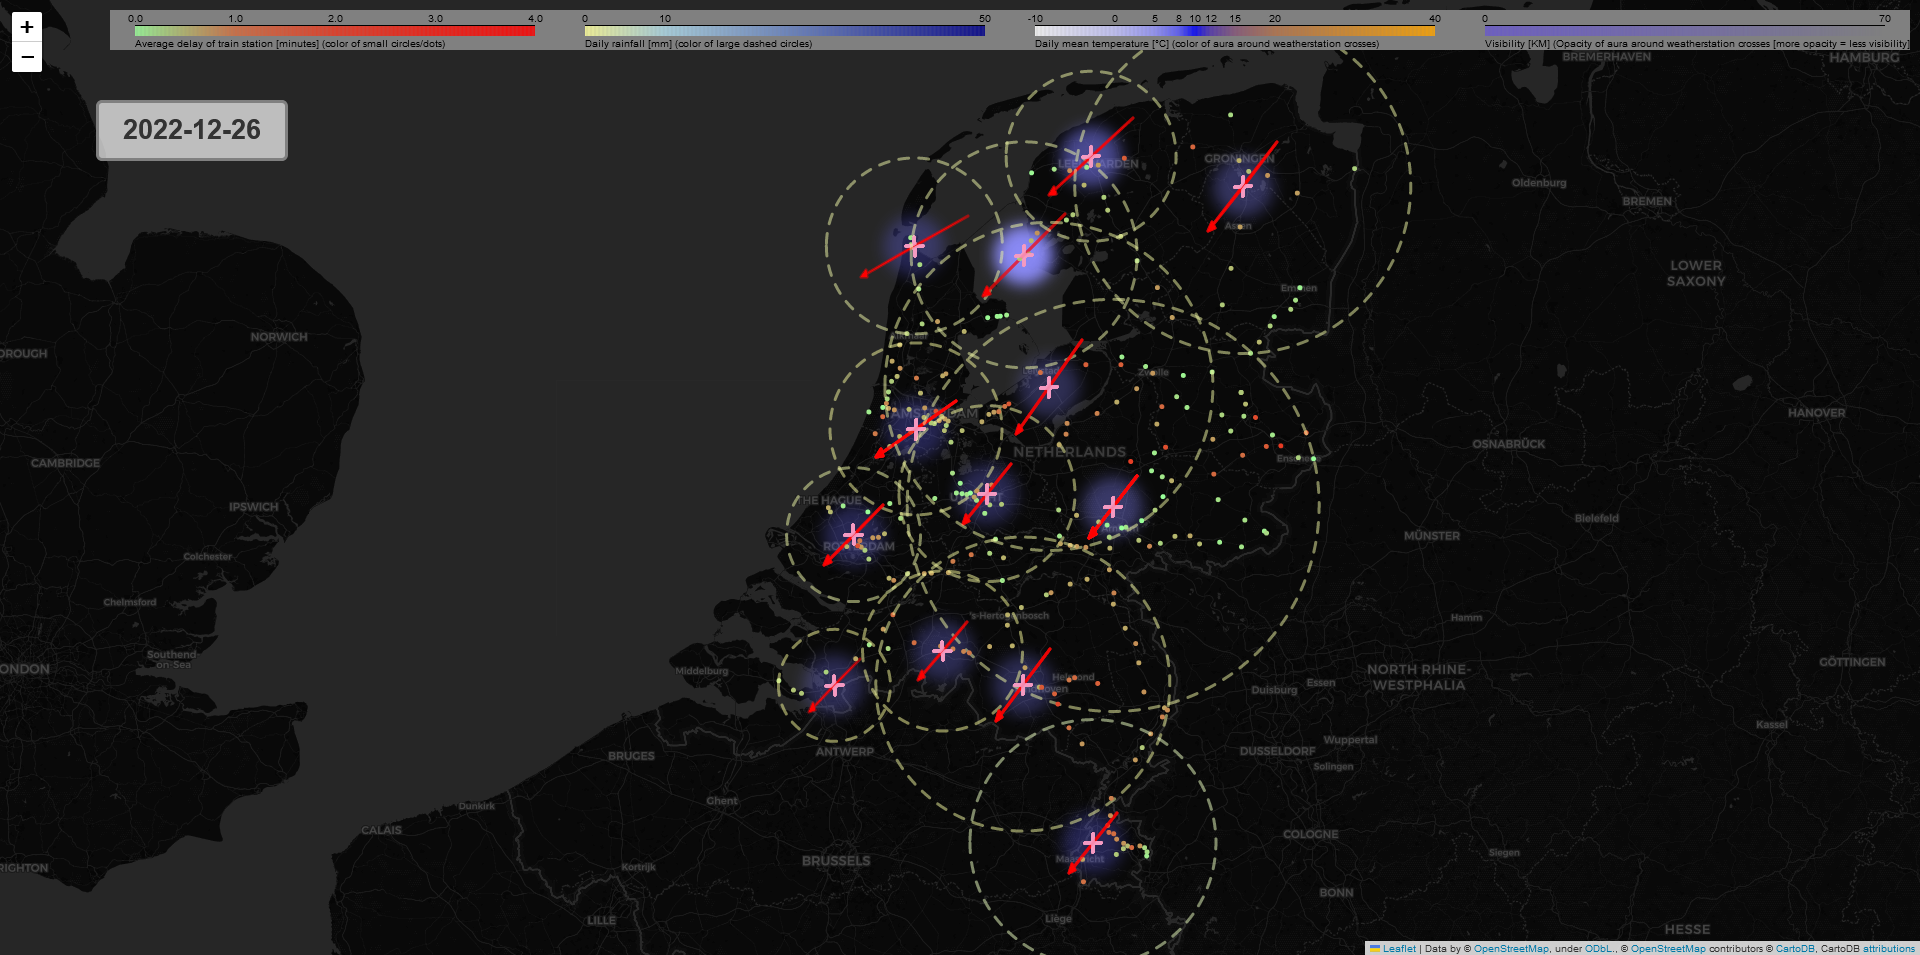 +
−
2022-12-26
0.0 1.0 2.0 3.0 4.0
Average delay of train station [minutes] (color of small circles/dots)
0 10 50
Daily rainfall [mm] (color of large dashed circles)
-10 0 5 8 10 12 15 20 40
Daily mean temperature [°C] (color of aura around weatherstation crosses)
0 70
Visibility [KM] (Opacity of aura around weatherstation crosses [more opacity = less visibility]
BREMERHAVEN
HAMBURG
GRONINGEN
Oldenburg
BREMEN
Assen
LOWER
SAXONY
Emmen
NORWICH
OROUGH
Zwolle
AMSTERDAM
HANOVER
OSNABRÜCK
NETHERLANDS
CAMBRIDGE
THE HAGUE
IPSWICH
Bielefeld
MÜNSTER
ROTTERDAM
Colchester
Chelmsford
's-Hertogenbosch
Hamm
Southend
-on-Sea
ONDON
Middelburg
NORTH RHINE-
WESTPHALIA
GÖTTINGEN
Essen
Duisburg
Helmond
Kassel
ANTWERP
BRUGES
DUSSELDORF
Wuppertal
Solingen
Ghent
Dunkirk
CALAIS
COLOGNE
Siegen
BRUSSELS
Maastricht
Kortrijk
RIGHTON
BONN
Liège
LILLE
HESSE
Leaflet | Data by © OpenStreetMap, under ODbL., © OpenStreetMap contributors © CartoDB, CartoDB attributions